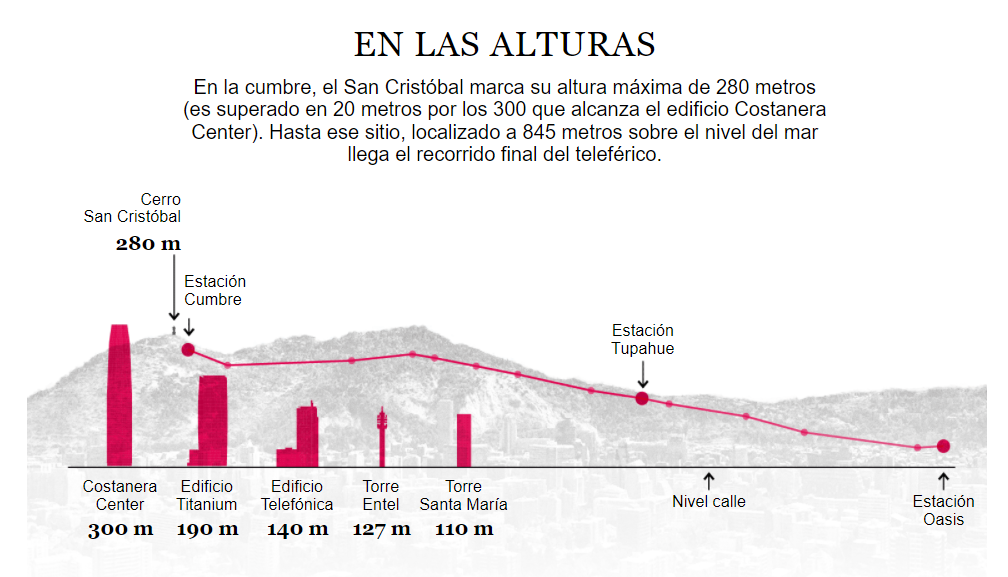 EN LAS ALTURAS
En la cumbre, el San Cristóbal marca su altura máxima de 280 metros
(es superado en 20 metros por los 300 que alcanza el edificio Costanera
Center). Hasta ese sitio, localizado a 845 metros sobre el nivel del mar
llega el recorrido final del teleférico.
Cerro
San Cristóbal
280 m
Estación
Cumbre
Estación
Tupahue
Costanera
Center
300 m
Edificio
Titanium
190 m
Edificio
Telefónica
140 m
Torre
Entel
127 m
Torre
Santa María
110 m
Nivel calle
Estación
Oasis